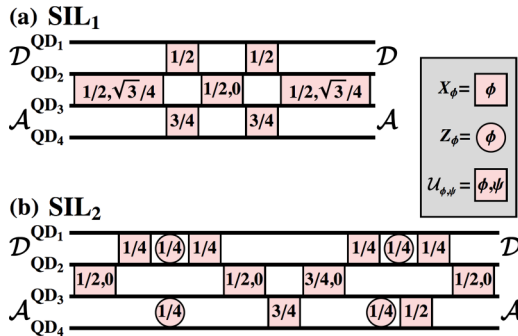 (a) SIL₁
QD₁
𝒟 1/2 1/2 𝒟
QD₂
1/2,√3/4 1/2,0 1/2,√3/4
QD₃
𝒜 3/4 3/4 𝒜
QD₄
X_ϕ= ϕ
Z_ϕ= ϕ
𝒰_ϕ,ψ= ϕ,ψ
(b) SIL₂
QD₁
𝒟 1/4 1/4 1/4 1/4 1/4 1/4 𝒟
QD₂
1/2,0 1/2,0 3/4,0 1/2,0
QD₃
𝒜 1/4 3/4 1/4 1/2 𝒜
QD₄